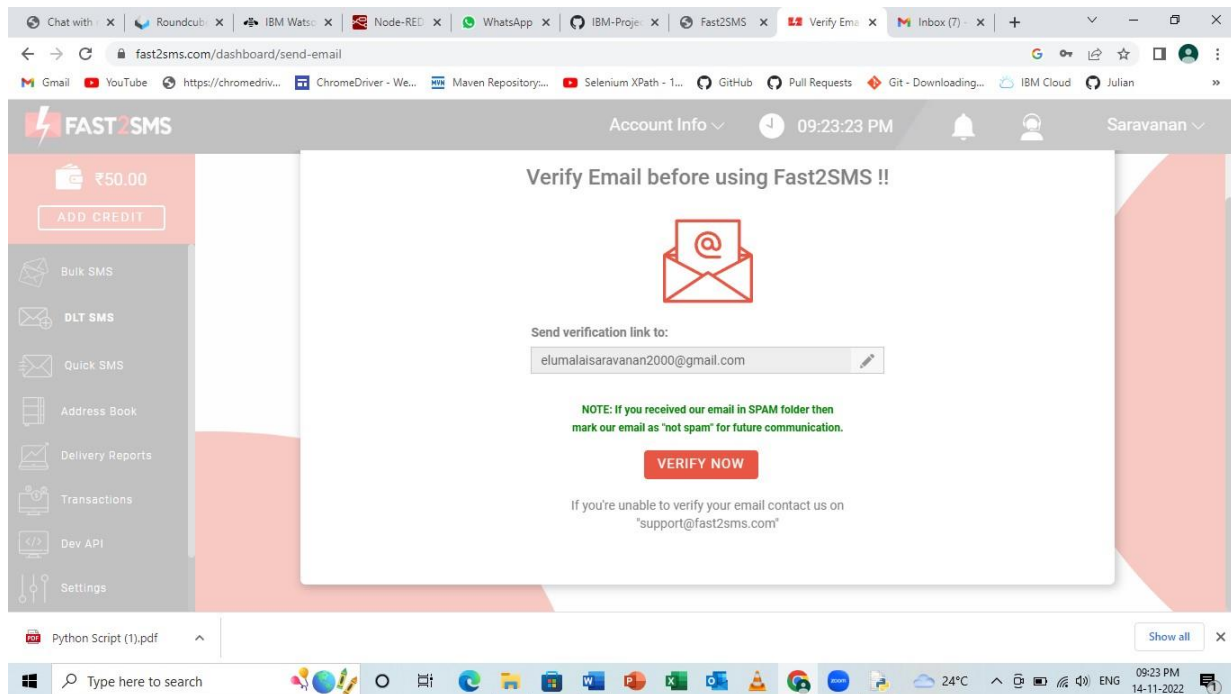 Chat with r
Roundcub
IBM Watso
Node-RED
WhatsApp
IBM-Projec
Fast2SMS
Verify Ema
Inbox (7) -
fast2sms.com/dashboard/send-email
Gmail
YouTube
https://chromedriv...
ChromeDriver - We...
Maven Repository:...
Selenium XPath - 1...
GitHub
Pull Requests
Git - Downloading...
IBM Cloud
Julian
»
FAST2SMS
Account Info
09:23:23 PM
Saravanan
₹50.00
ADD CREDIT
Bulk SMS
DLT SMS
Quick SMS
Address Book
Delivery Reports
Transactions
Dev API
Settings
Verify Email before using Fast2SMS !!
@
Send verification link to:
elumalaisaravanan2000@gmail.com
NOTE: If you received our email in SPAM folder then
mark our email as "not spam" for future communication.
VERIFY NOW
If you're unable to verify your email contact us on
"support@fast2sms.com"
PDF
Python Script (1).pdf
Show all
Type here to search
zoom
24°C
ENG
09:23 PM
14-11-2022